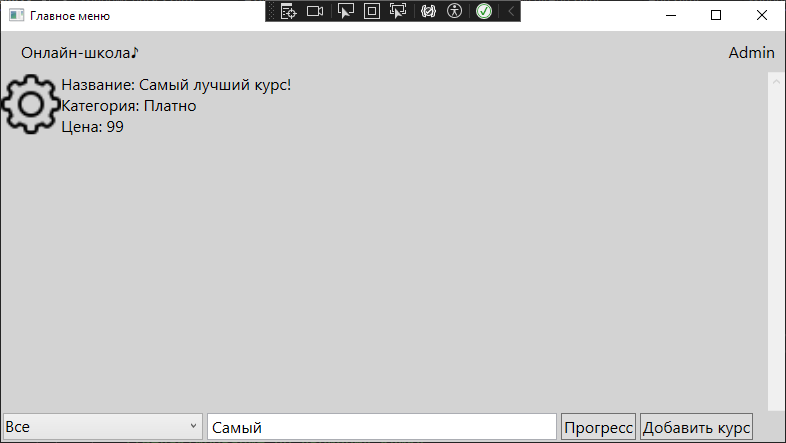 Главное меню
Онлайн-школа♪
Admin
Название: Самый лучший курс!
Категория: Платно
Цена: 99
Все
Самый
Прогресс
Добавить курс